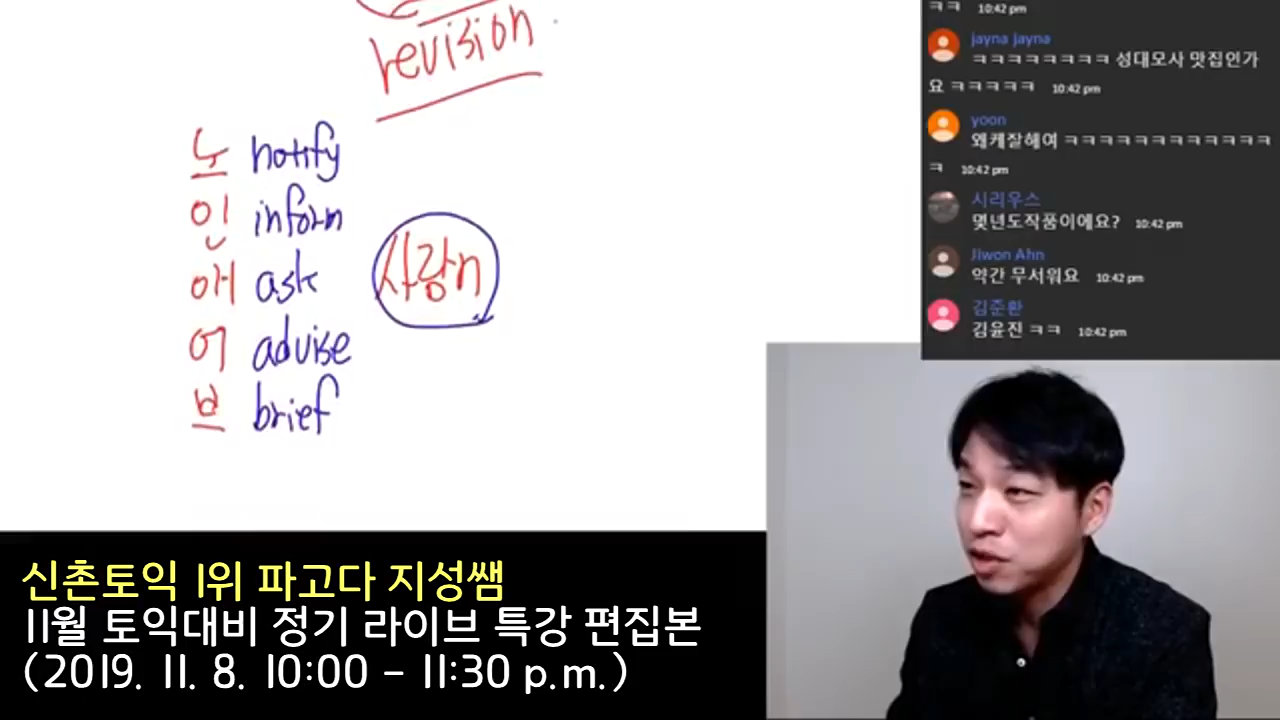 revision
노 notify
인 inform
애 ask
어 advise
브 brief
사람n
ㅋㅋ 10:42 pm
jayna jayna
ㅋㅋㅋㅋㅋㅋㅋㅋ 성대모사 맛집인가
요 ㅋㅋㅋㅋㅋ 10:42 pm
yoon
왜케잘해여 ㅋㅋㅋㅋㅋㅋㅋㅋㅋㅋㅋㅋ
ㅋ 10:42 pm
시리우스
몇년도작품이에요? 10:42 pm
Jiwon Ahn
약간 무서워요 10:42 pm
김준환
김윤진 ㅋㅋ 10:42 pm
신촌토익 1위 파고다 지성쌤
11월 토익대비 정기 라이브 특강 편집본
(2019. 11. 8. 10:00 - 11:30 p.m.)